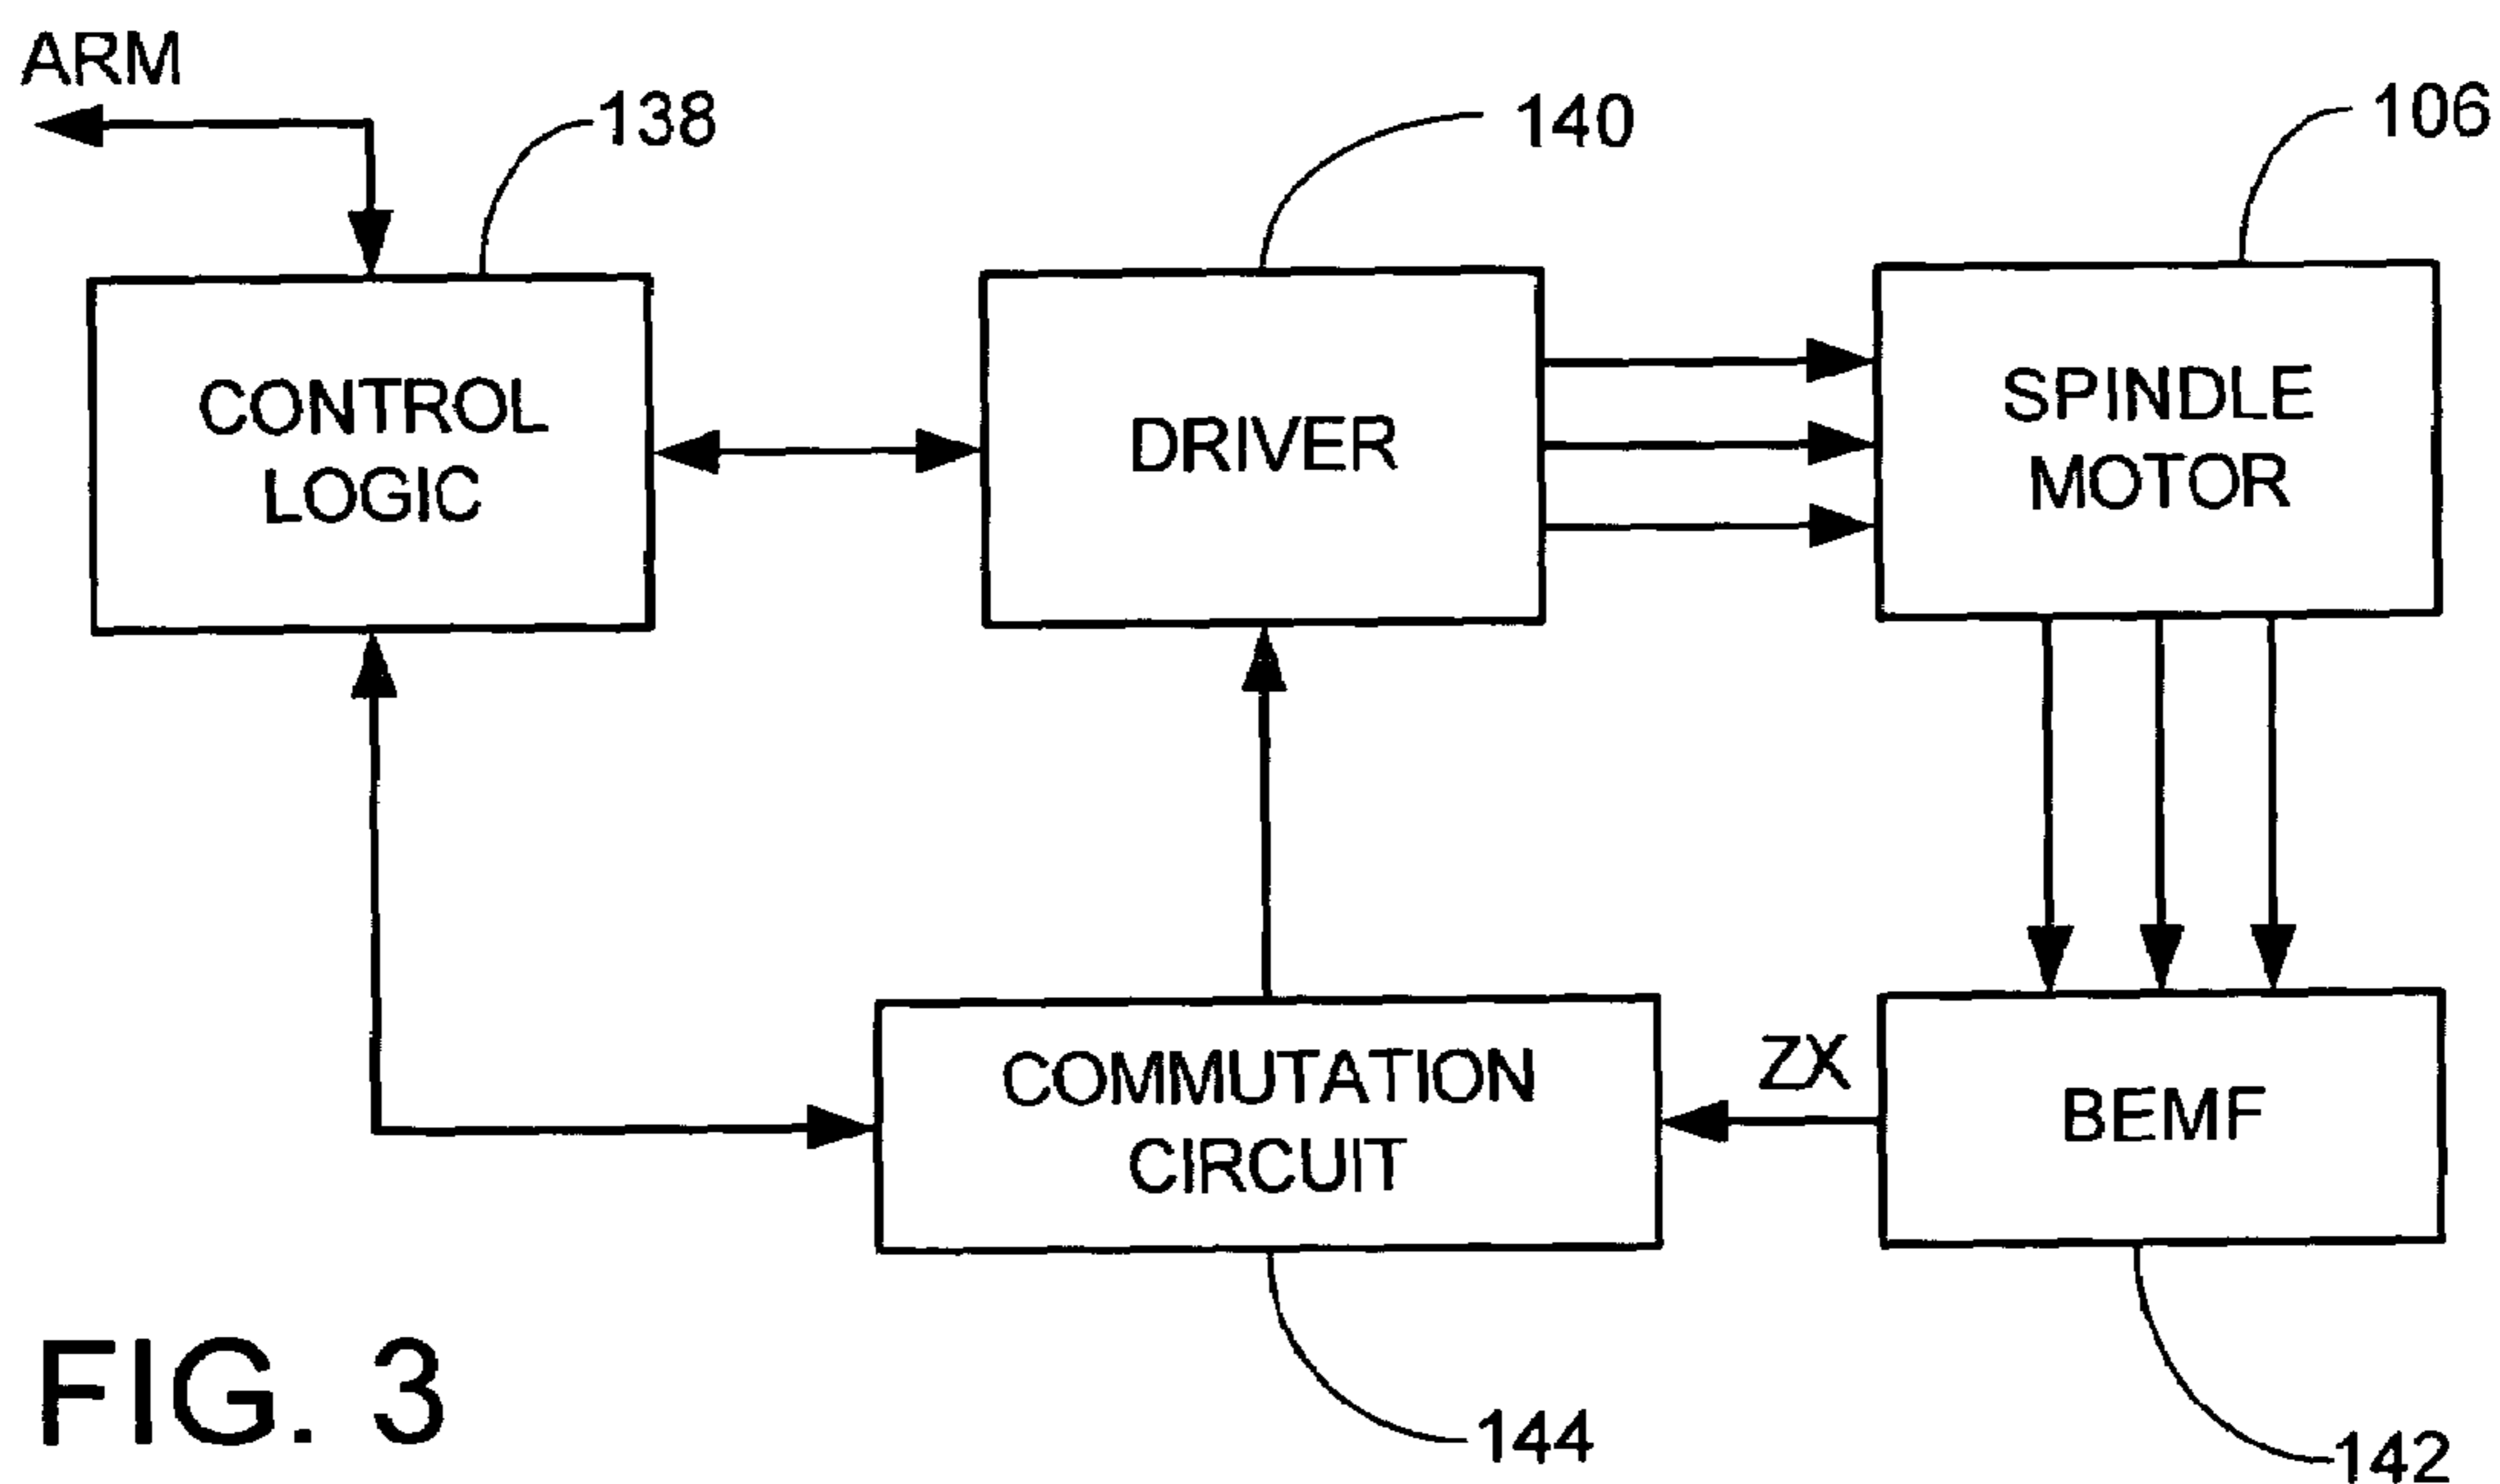 ARM
138
140
106
CONTROL
LOGIC
DRIVER
SPINDLE
MOTOR
COMMUTATION
CIRCUIT
ZX
BEMF
144
142
FIG. 3